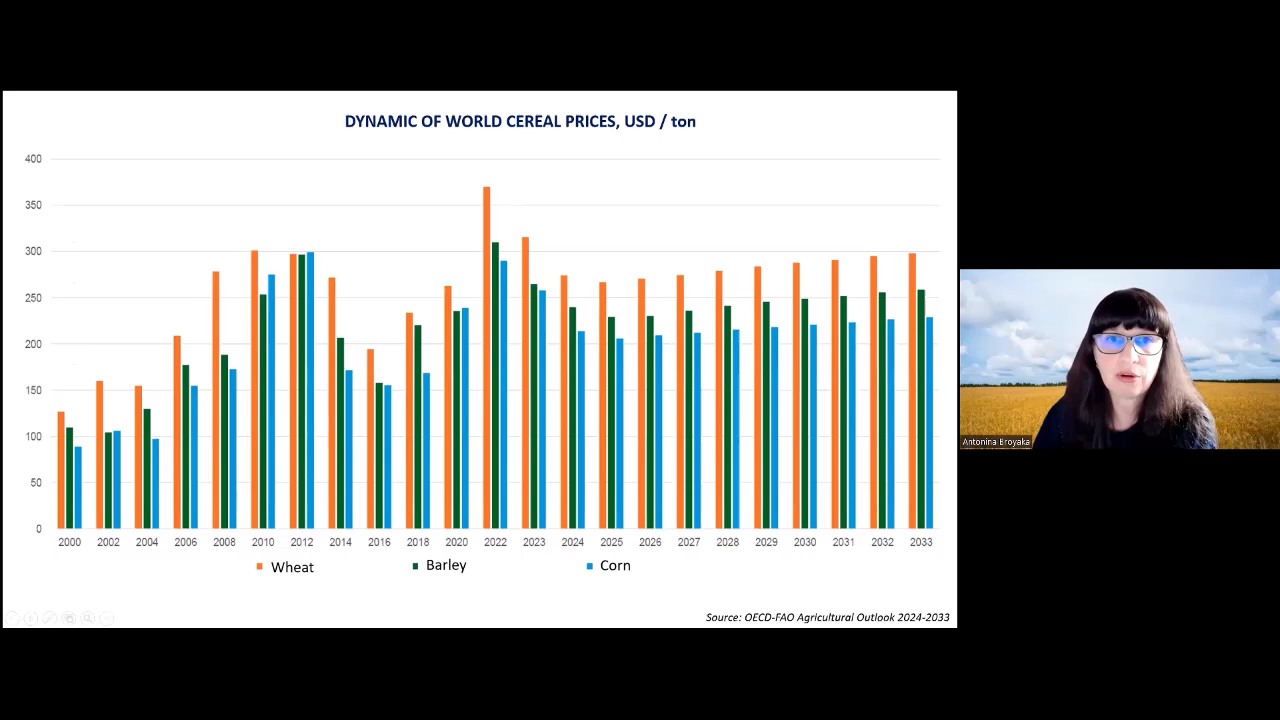 DYNAMIC OF WORLD CEREAL PRICES, USD / ton
400
350
300
250
200
150
100
50
0
2000 2002 2004 2006 2008 2010 2012 2014 2016 2018 2020 2022 2023 2024 2025 2026 2027 2028 2029 2030 2031 2032 2033
Wheat Barley Corn
Source: OECD-FAO Agricultural Outlook 2024-2033
Antonina Broyaka